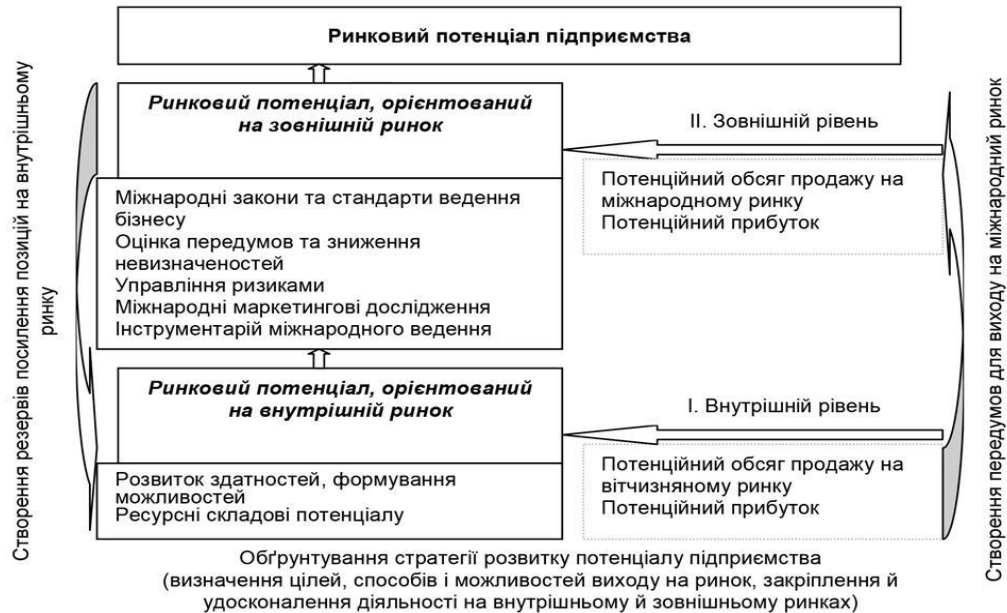 Ринковий потенціал підприємства
Ринковий потенціал, орієнтований
на зовнішній ринок
Міжнародні закони та стандарти ведення
бізнесу
Оцінка передумов та зниження
невизначеностей
Управління ризиками
Міжнародні маркетингові дослідження
Інструментарій міжнародного ведення
ІІ. Зовнішній рівень
Потенційний обсяг продажу на
міжнародному ринку
Потенційний прибуток
Ринковий потенціал, орієнтований
на внутрішній ринок
Розвиток здатностей, формування
можливостей
Ресурсні складові потенціалу
І. Внутрішній рівень
Потенційний обсяг продажу на
вітчизняному ринку
Потенційний прибуток
Створення резервів посилення позицій на внутрішньому
ринку
Створення передумов для виходу на міжнародний ринок
Обґрунтування стратегії розвитку потенціалу підприємства
(визначення цілей, способів і можливостей виходу на ринок, закріплення й
удосконалення діяльності на внутрішньому й зовнішньому ринках)